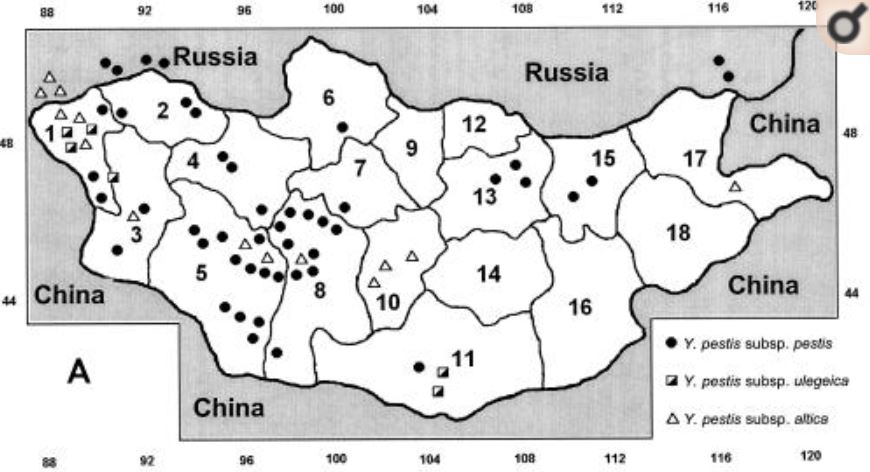 88 92 96 100 104 108 112 116 120
Russia
Russia
6
2
12
China
48
1
9
48
4
7
15
17
13
3
5
18
14
8
China
China
10
16
44
44
11
Y. pestis subsp. pestis
A
Y. pestis subsp. ulegeica
China
Y. pestis subsp. altica
88 92 96 100 104 108 112 116 120